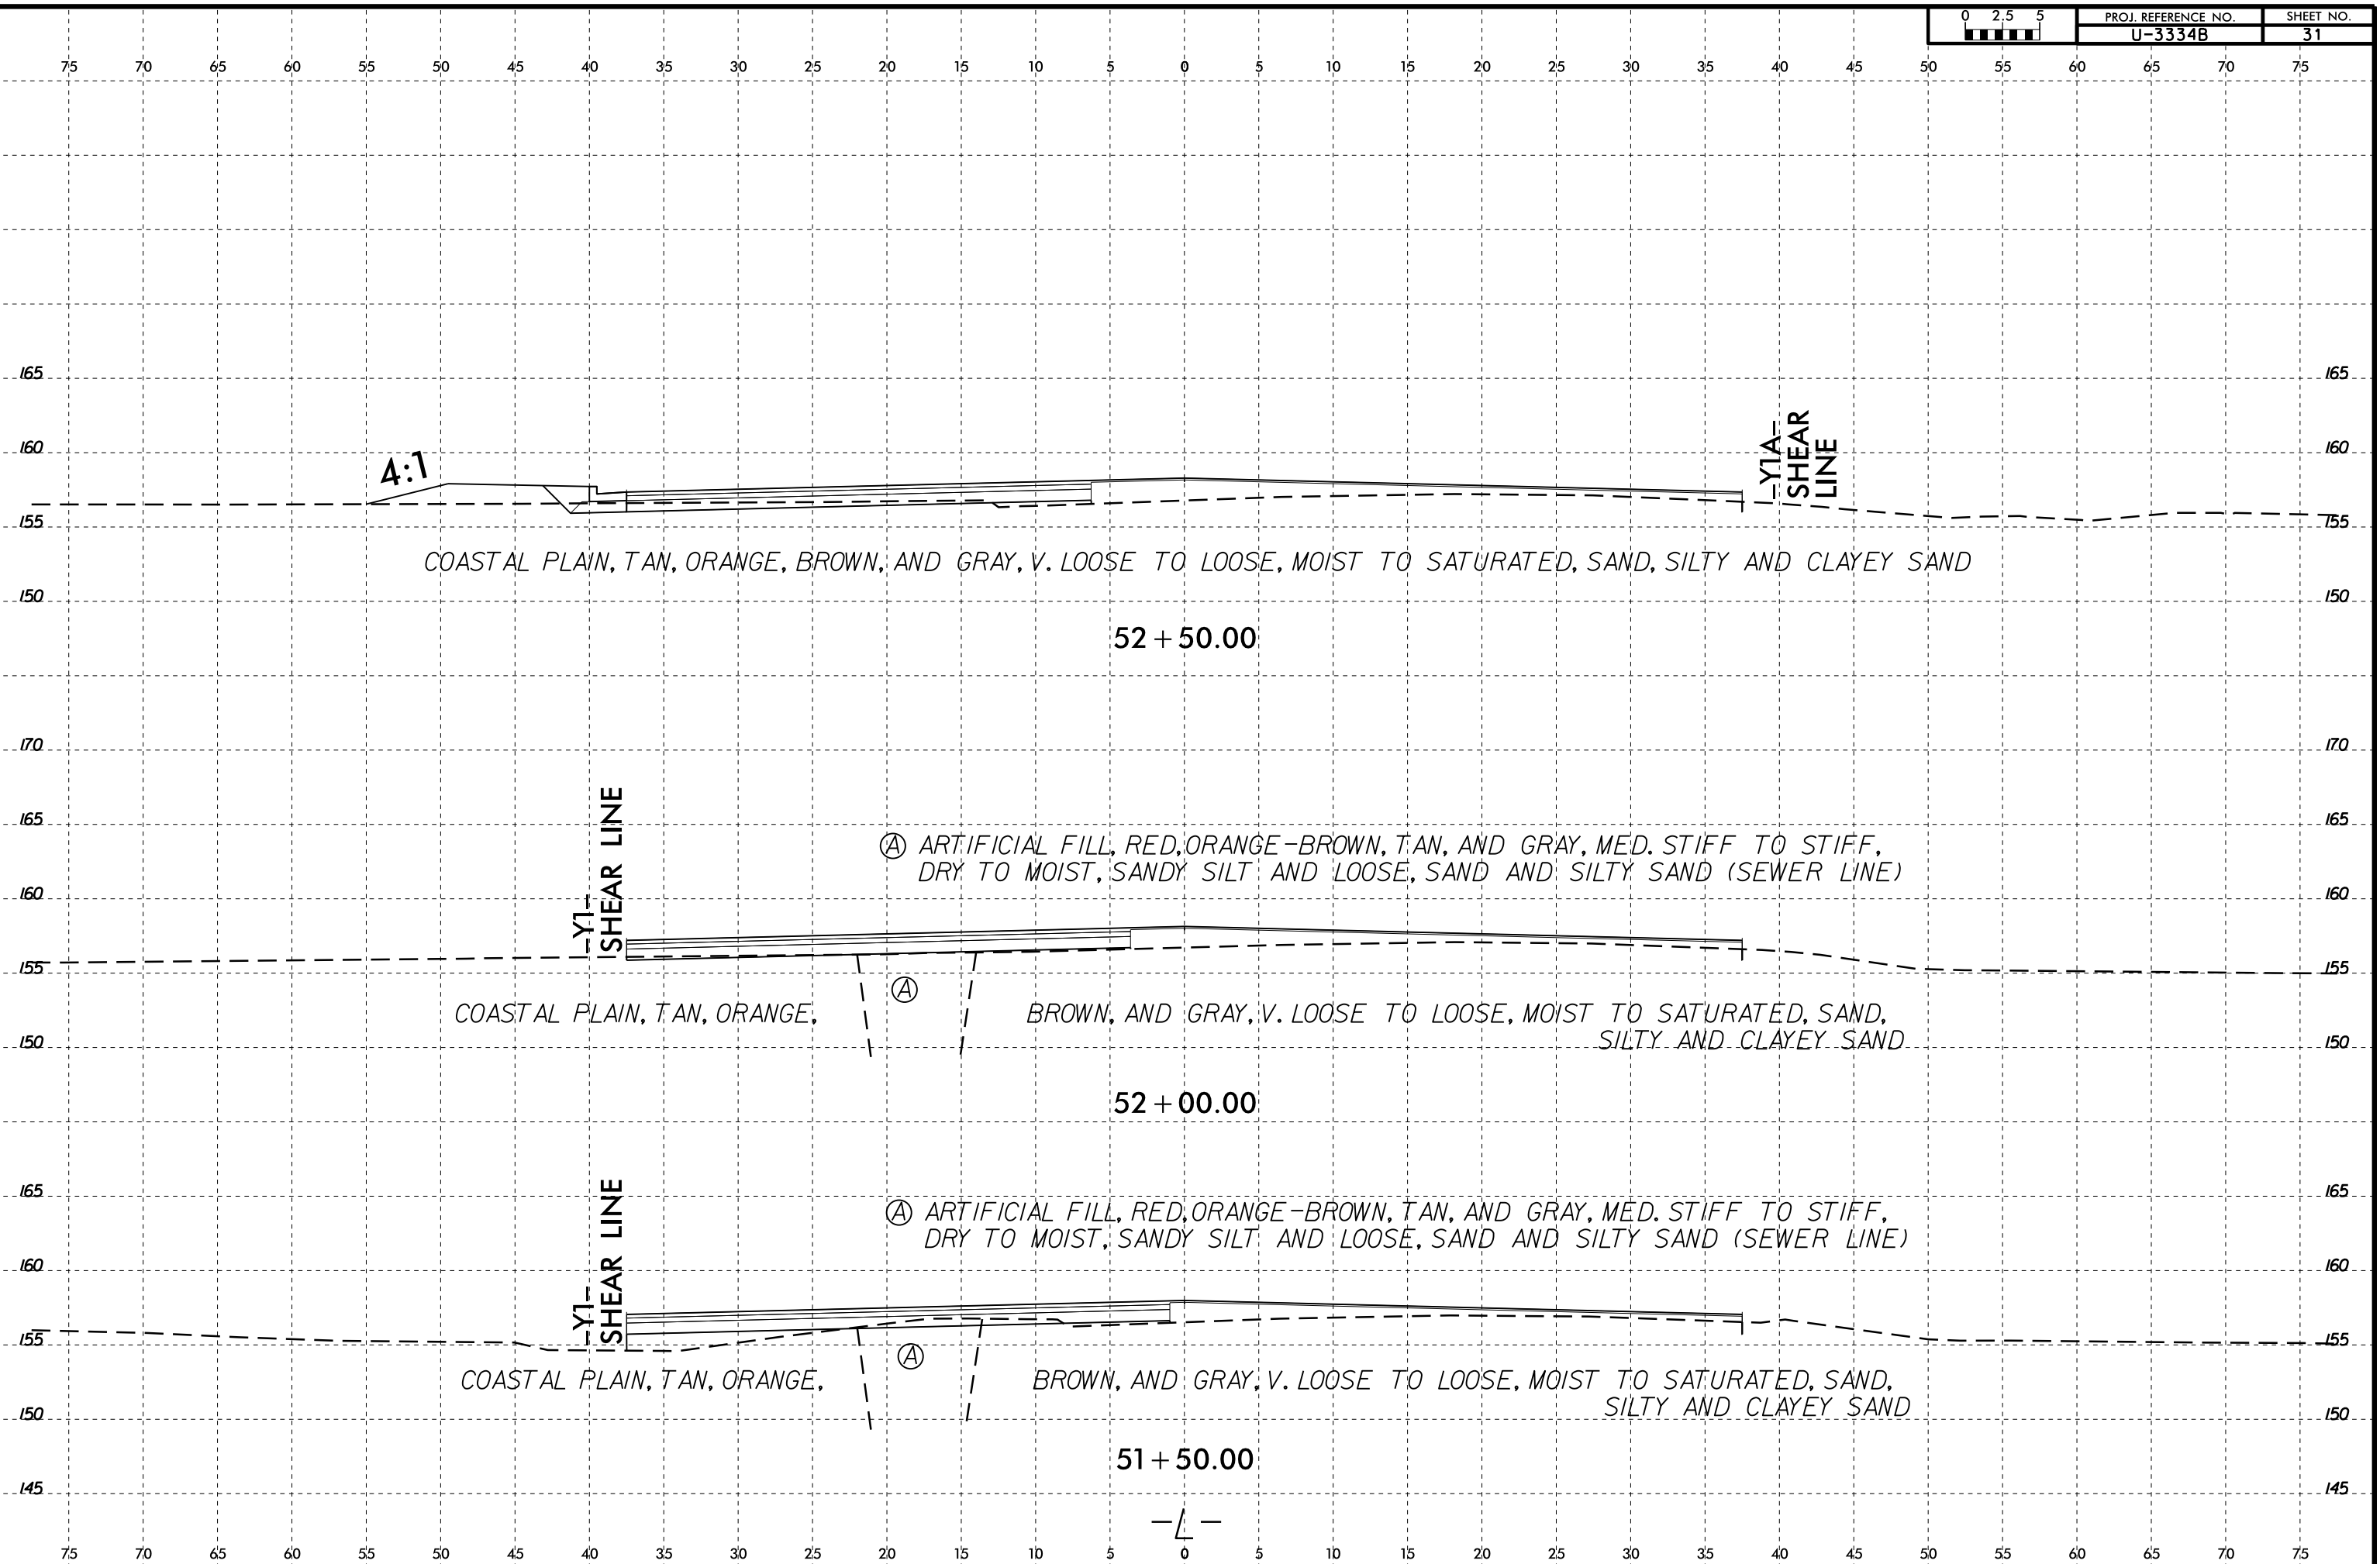 0 2.5 5
PROJ. REFERENCE NO.
SHEET NO.
U-3334B
31
75 70 65 60 55 50 45 40 35 30 25 20 15 10 5 0 5 10 15 20 25 30 35 40 45 50 55 60 65 70 75
165 165
-Y1A-
SHEAR
LINE
160 160
4:1
155 155
COASTAL PLAIN, TAN, ORANGE, BROWN, AND GRAY, V. LOOSE TO LOOSE, MOIST TO SATURATED, SAND, SILTY AND CLAYEY SAND
150 150
52+50.00
170 170
-Y1-
SHEAR LINE
165 165
A ARTIFICIAL FILL, RED, ORANGE-BROWN, TAN, AND GRAY, MED. STIFF TO STIFF,
DRY TO MOIST, SANDY SILT AND LOOSE, SAND AND SILTY SAND (SEWER LINE)
160 160
155 155
A
COASTAL PLAIN, TAN, ORANGE, BROWN, AND GRAY, V. LOOSE TO LOOSE, MOIST TO SATURATED, SAND,
SILTY AND CLAYEY SAND
150 150
52+00.00
-Y1-
SHEAR LINE
165 165
A ARTIFICIAL FILL, RED, ORANGE-BROWN, TAN, AND GRAY, MED. STIFF TO STIFF,
DRY TO MOIST, SANDY SILT AND LOOSE, SAND AND SILTY SAND (SEWER LINE)
160 160
155 155
A
COASTAL PLAIN, TAN, ORANGE, BROWN, AND GRAY, V. LOOSE TO LOOSE, MOIST TO SATURATED, SAND,
SILTY AND CLAYEY SAND
150 150
51+50.00
145 145
-L-
75 70 65 60 55 50 45 40 35 30 25 20 15 10 5 0 5 10 15 20 25 30 35 40 45 50 55 60 65 70 75